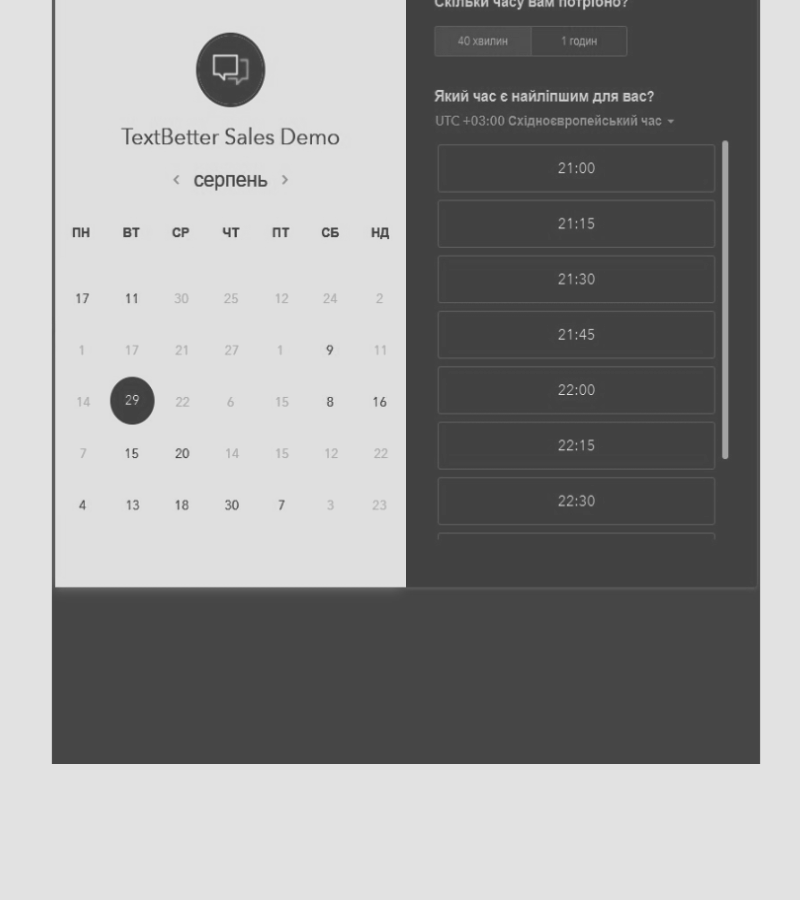 TextBetter Sales Demo
< серпень >
ПН ВТ СР ЧТ ПТ СБ НД
17 11 30 25 12 24 2
1 17 21 27 1 9 11
14 29 22 6 15 8 16
7 15 20 14 15 12 22
4 13 18 30 7 3 23
Скільки часу вам потрібно?
40 хвилин 1 годин
Який час є найліпшим для вас?
UTC +03:00 Східноєвропейський час
21:00
21:15
21:30
21:45
22:00
22:15
22:30